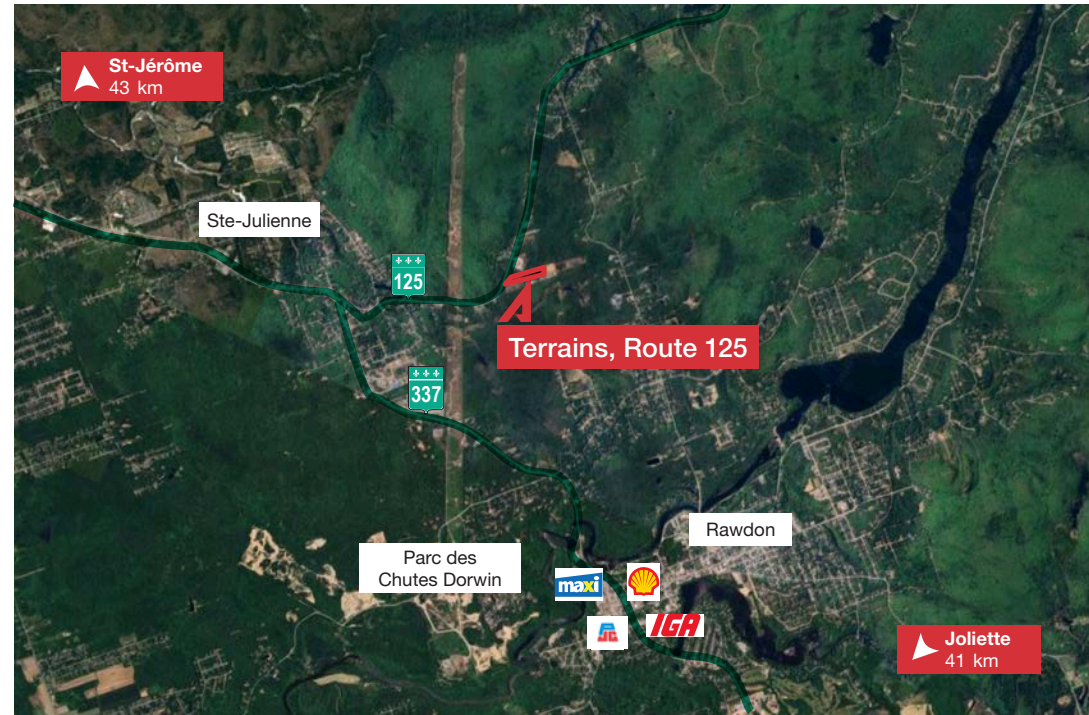 St-Jérôme
43 km
Ste-Julienne
125
Terrains, Route 125
337
Rawdon
Parc des
Chutes Dorwin
maxi
PJC
IGA
Joliette
41 km